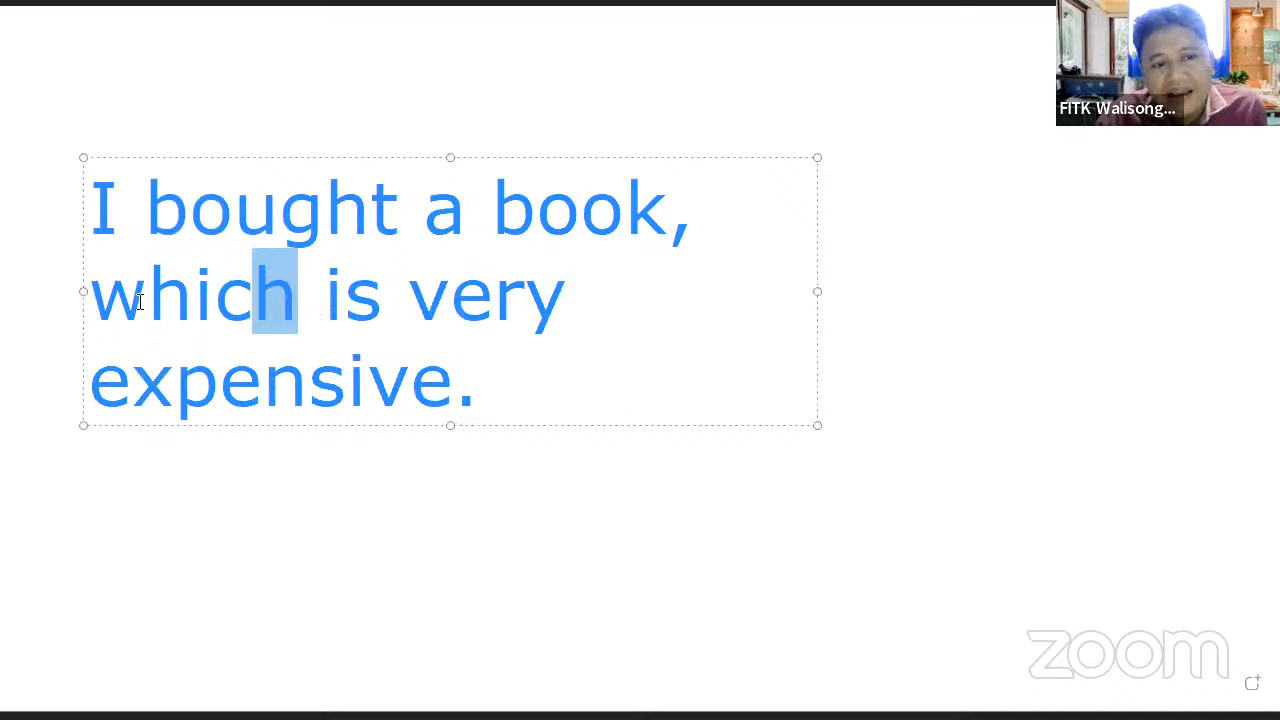 FITK Walisong...
I bought a book,
which is very
expensive.
zoom